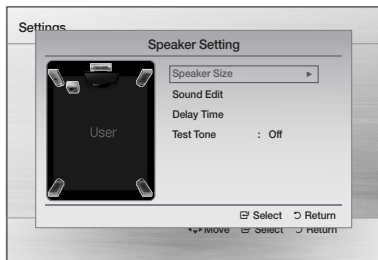 Settings
Speaker Setting
User
Speaker Size ►
Sound Edit
Delay Time
Test Tone : Off
Select Return
Move Select Return